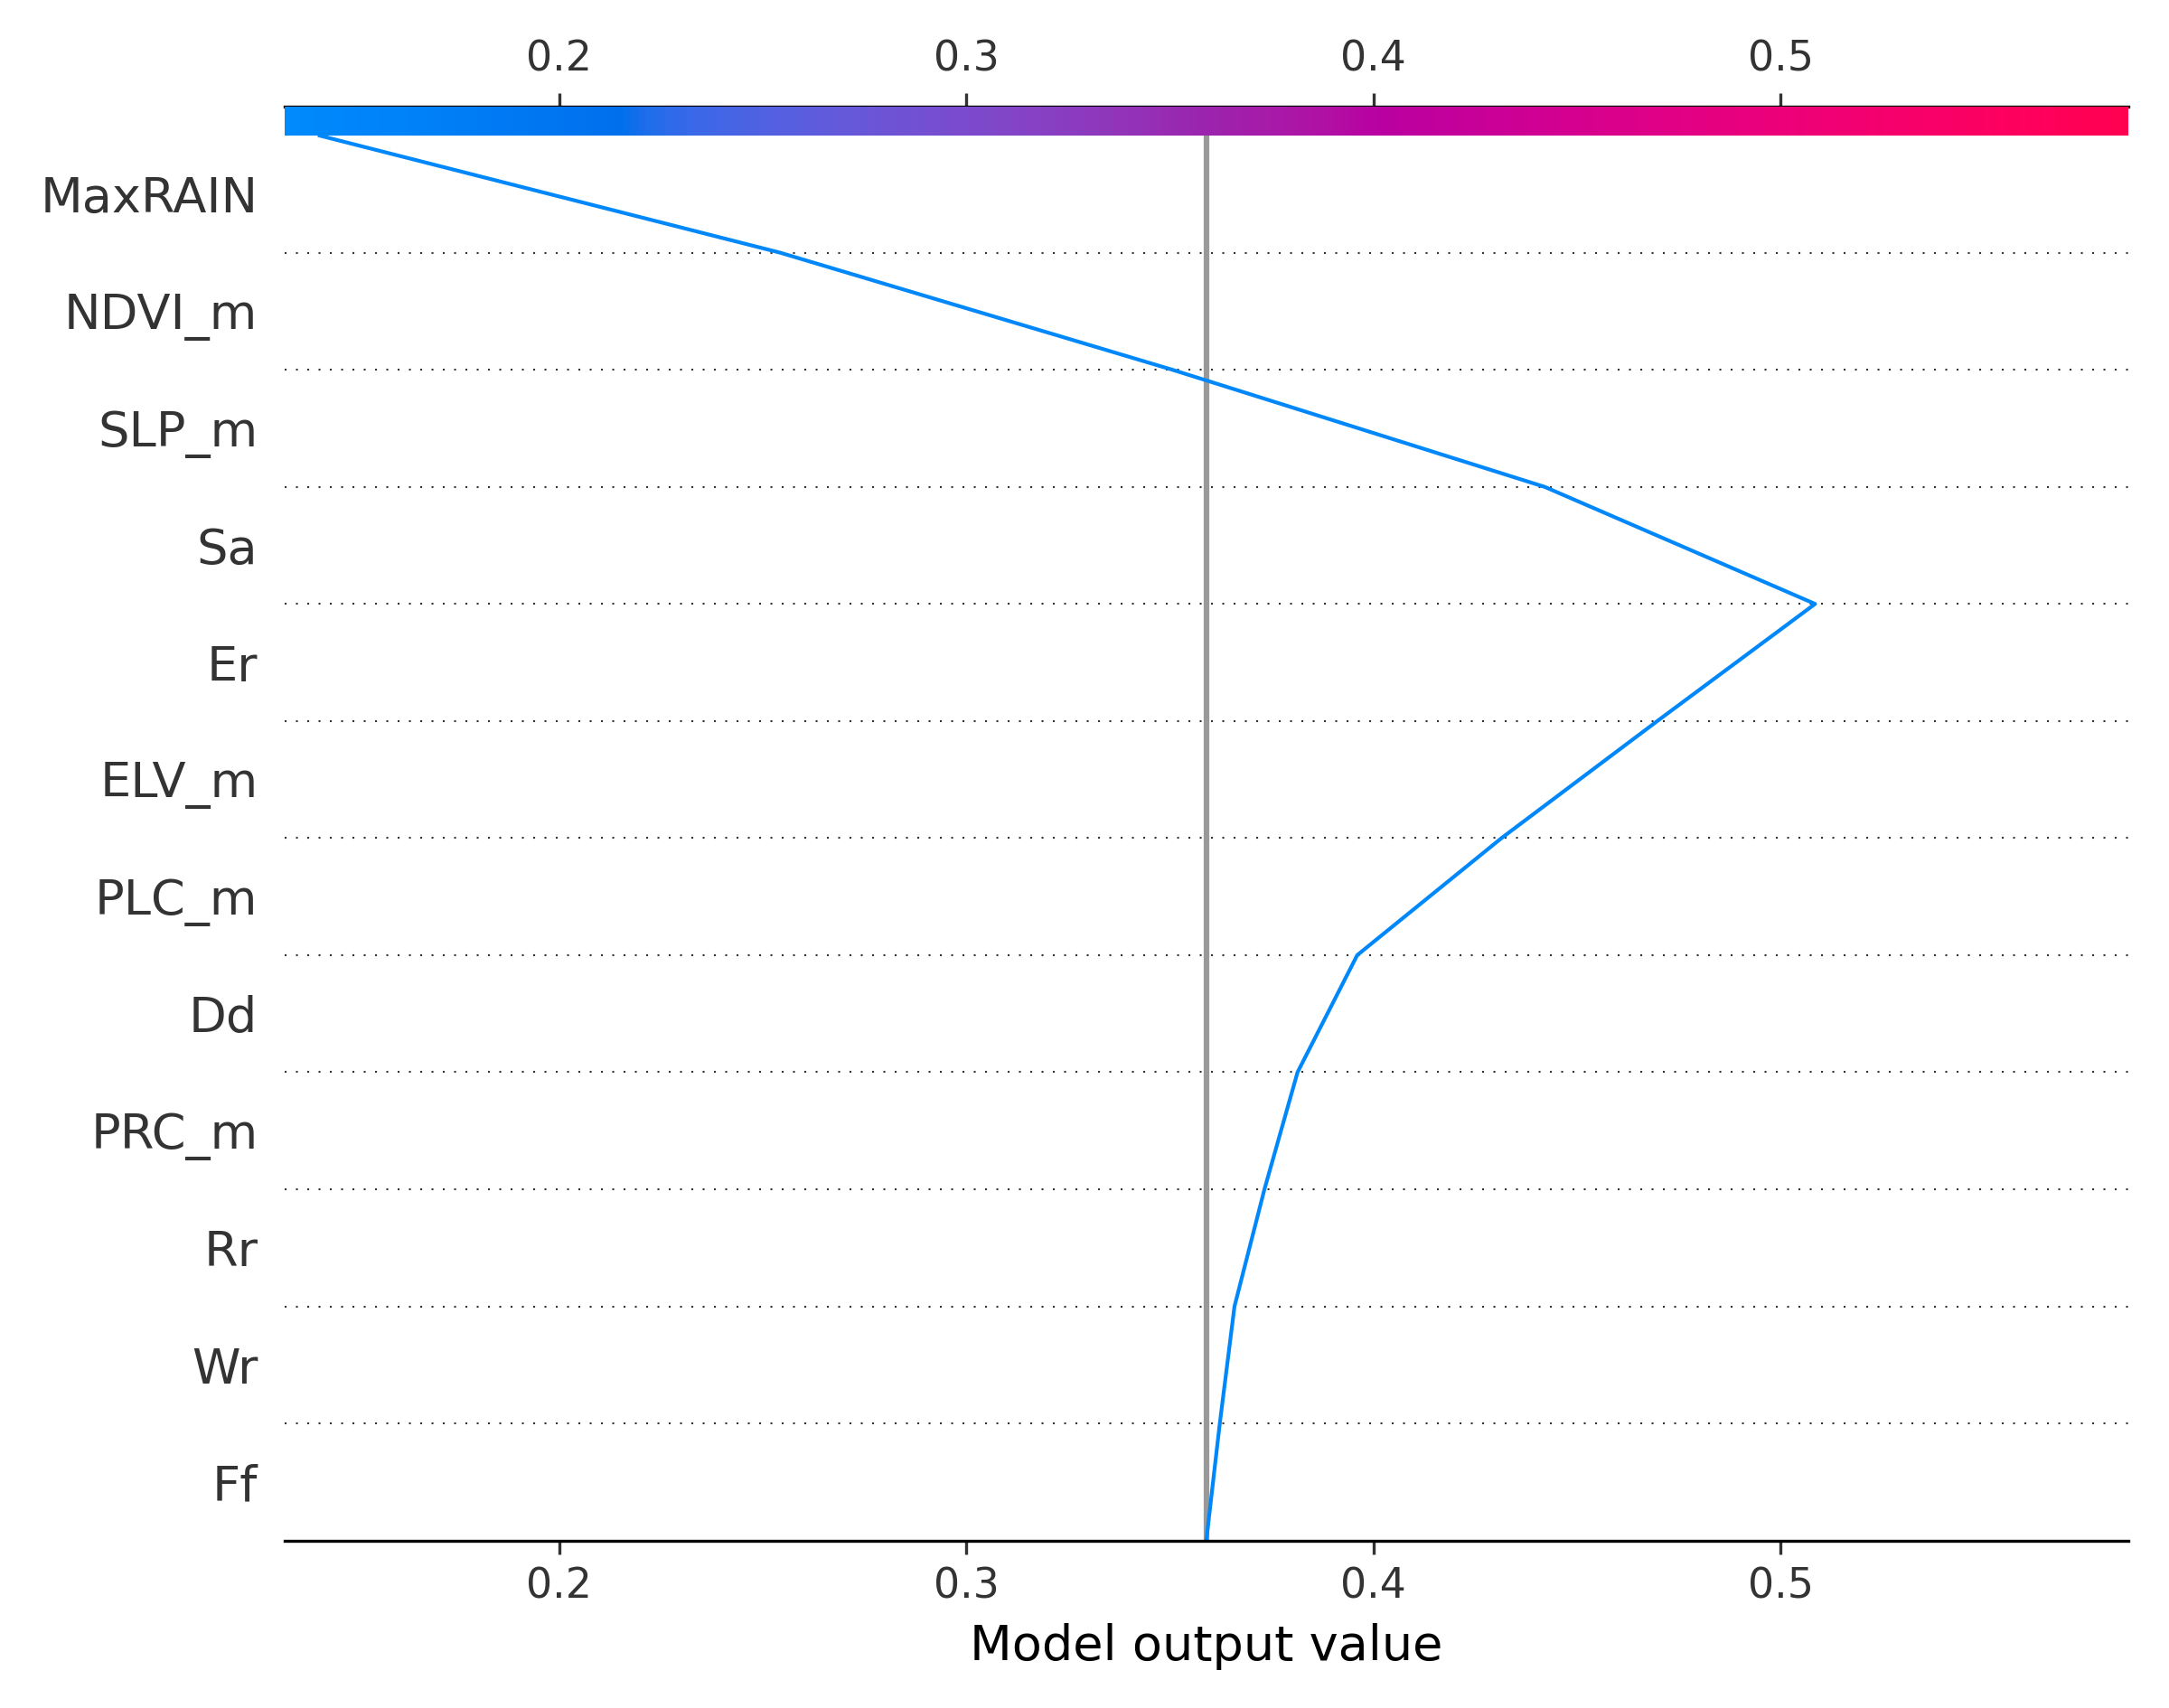 0.2 0.3 0.4 0.5
MaxRAIN
NDVI_m
SLP_m
Sa
Er
ELV_m
PLC_m
Dd
PRC_m
Rr
Wr
Ff
0.2 0.3 0.4 0.5
Model output value